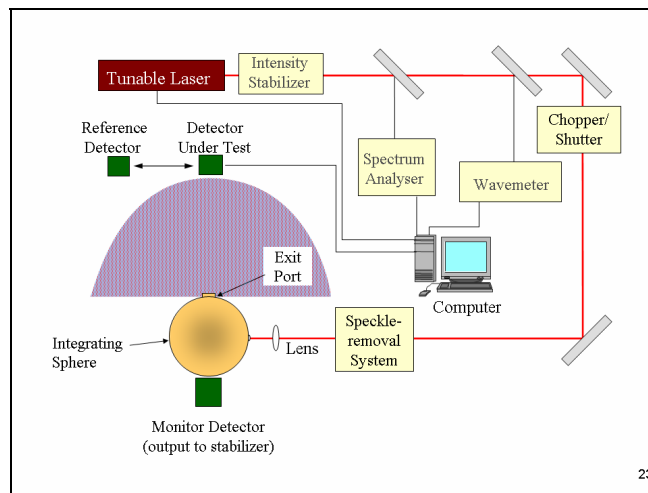 Tunable Laser
Intensity
Stabilizer
Chopper/
Shutter
Reference
Detector
Detector
Under Test
Spectrum
Analyser
Wavemeter
Exit
Port
Computer
Integrating
Sphere
Lens
Speckle-
removal
System
Monitor Detector
(output to stabilizer)
23